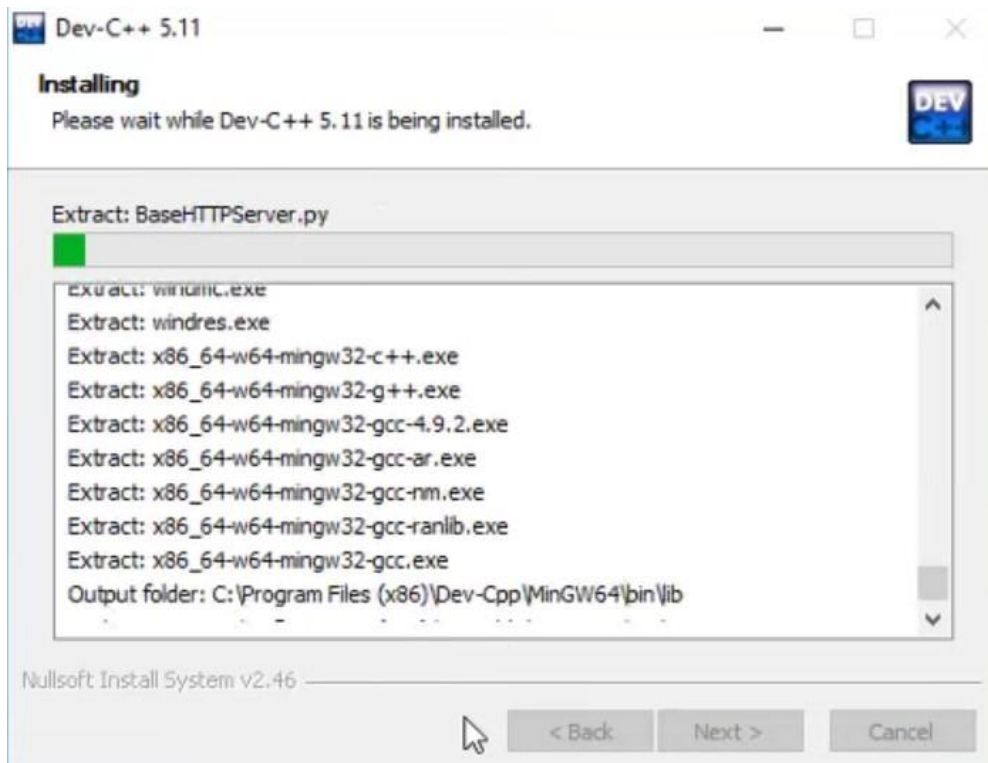 Dev-C++ 5.11
Installing
Please wait while Dev-C++ 5.11 is being installed.
DEV
C++
Extract: BaseHTTPServer.py
Extract: windmc.exe
Extract: windres.exe
Extract: x86_64-w64-mingw32-c++.exe
Extract: x86_64-w64-mingw32-g++.exe
Extract: x86_64-w64-mingw32-gcc-4.9.2.exe
Extract: x86_64-w64-mingw32-gcc-ar.exe
Extract: x86_64-w64-mingw32-gcc-nm.exe
Extract: x86_64-w64-mingw32-gcc-ranlib.exe
Extract: x86_64-w64-mingw32-gcc.exe
Output folder: C:\Program Files (x86)\Dev-Cpp\MinGW64\bin\lib
Nullsoft Install System v2.46
< Back Next > Cancel